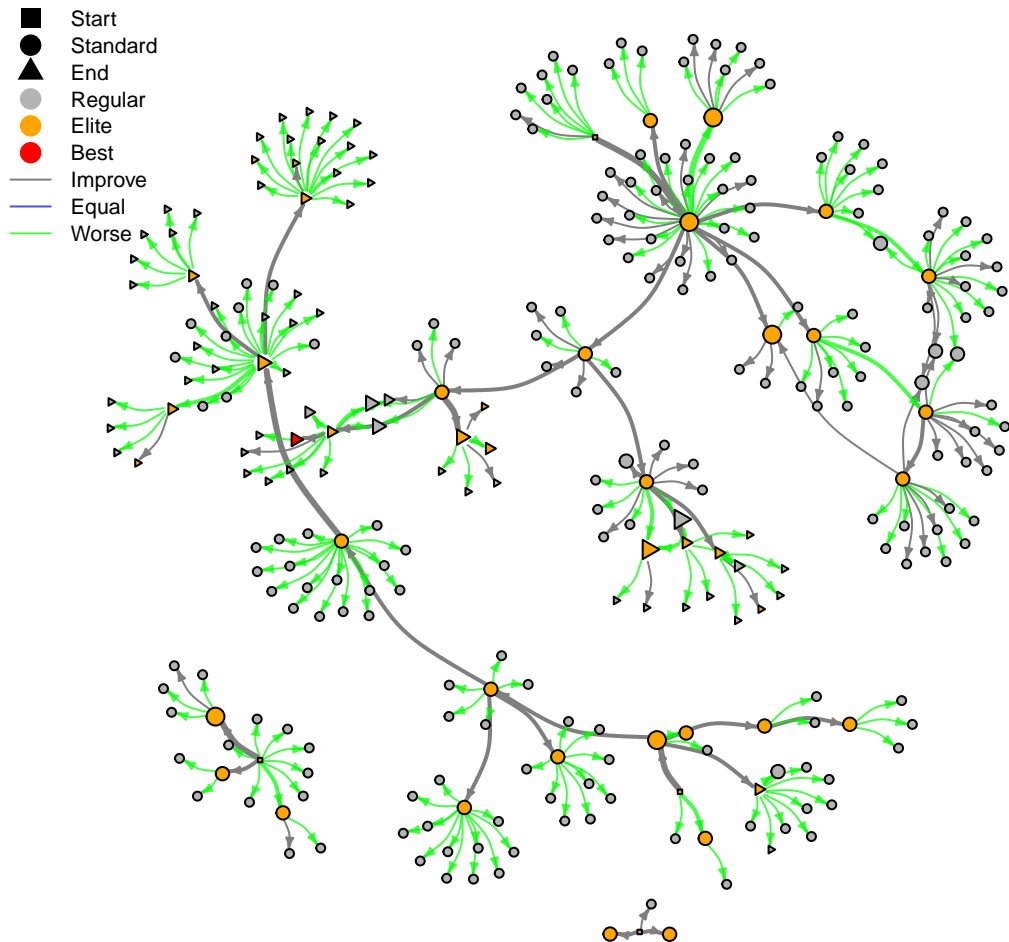 Start
Standard
End
Regular
Elite
Best
Improve
Equal
Worse